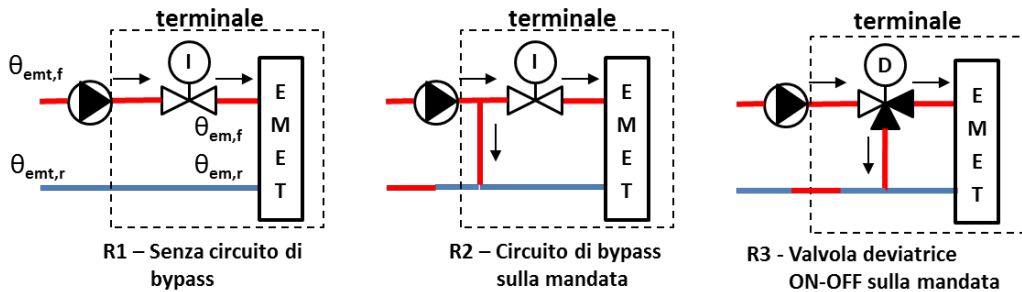 terminale
I
θemt,f
θem,f
θemt,r
θem,r
E
M
E
T
R1 – Senza circuito di
bypass
terminale
I
E
M
E
T
R2 – Circuito di bypass
sulla mandata
terminale
D
E
M
E
T
R3 - Valvola deviatrice
ON-OFF sulla mandata